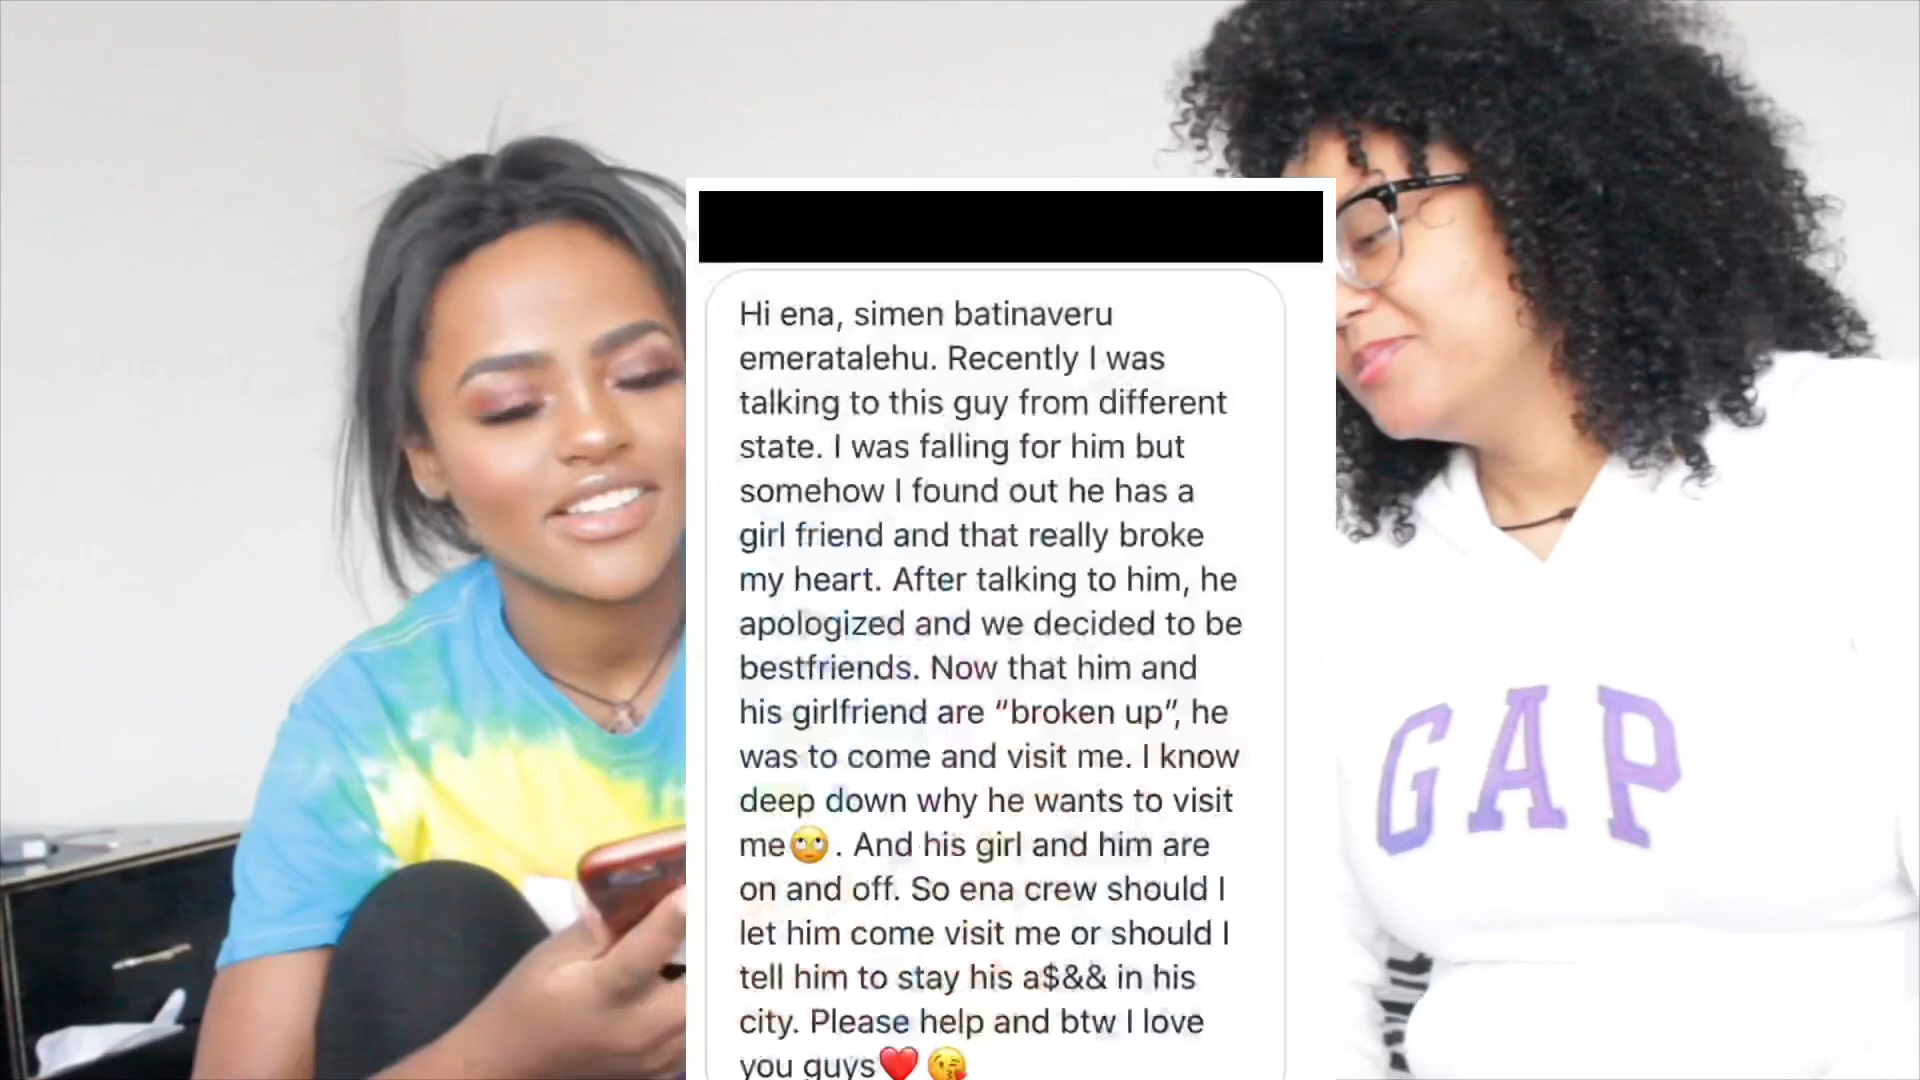 Hi ena, simen batinaveru
emeratalehu. Recently I was
talking to this guy from different
state. I was falling for him but
somehow I found out he has a
girl friend and that really broke
my heart. After talking to him, he
apologized and we decided to be
bestfriends. Now that him and
his girlfriend are “broken up”, he
was to come and visit me. I know
deep down why he wants to visit
me🙄. And his girl and him are
on and off. So ena crew should I
let him come visit me or should I
tell him to stay his a$&& in his
city. Please help and btw I love
you guys❤️😘
GAP